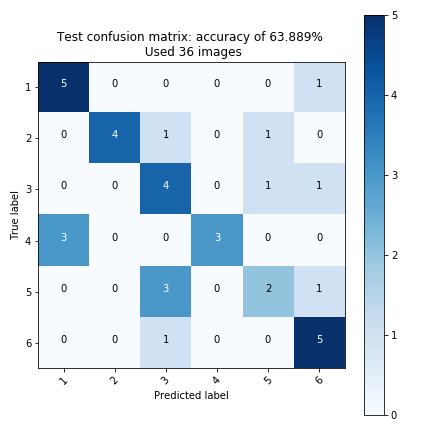 Test confusion matrix: accuracy of 63.889%
Used 36 images
1 5 0 0 0 0 1
2 0 4 1 0 1 0
3 0 0 4 0 1 1
4 3 0 0 3 0 0
5 0 0 3 0 2 1
6 0 0 1 0 0 5
1 2 3 4 5 6
True label
Predicted label
5
4
3
2
1
0